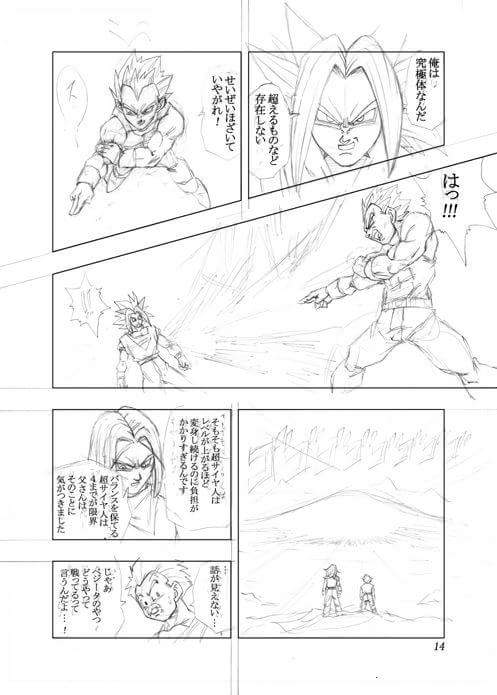 俺は
究極体なんだ
超えるものなど
存在しない
せいぜいほざいて
いやがれ！
はっ!!!
そもそも超サイヤ人は
レベルが上がるほど
変身し続けるのに負担が
かかりすぎるんです
バランスを保てる
超サイヤ人は
4までが限界
父さんは
そのことに
気がつきました
話が見えない…
じゃあ
ベジータのやつ
どうやって
戦ってるって
言うんだよ…！
14